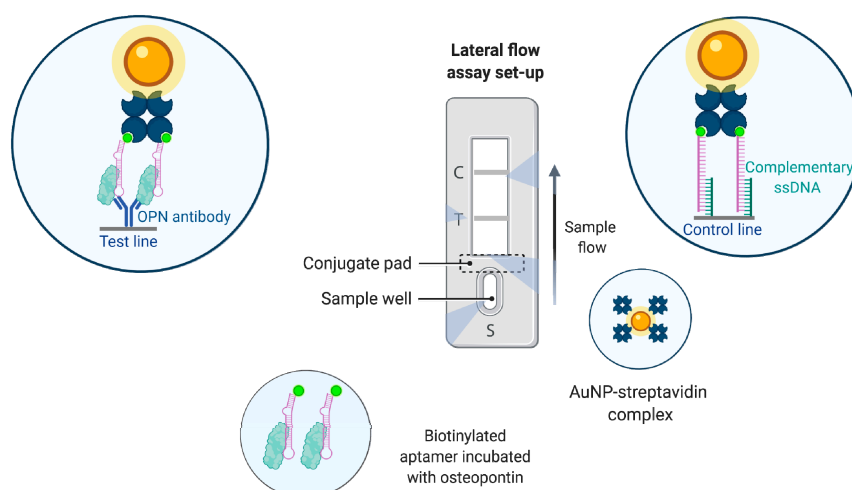 Lateral flow
assay set-up
OPN antibody
Test line
C
T
Sample
flow
Complementary
ssDNA
Control line
Conjugate pad
Sample well
S
AuNP-streptavidin
complex
Biotinylated
aptamer incubated
with osteopontin